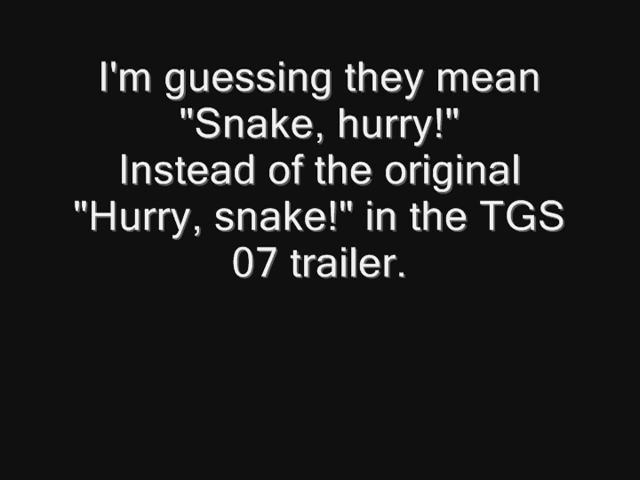 I'm guessing they mean
"Snake, hurry!"
Instead of the original
"Hurry, snake!" in the TGS
07 trailer.